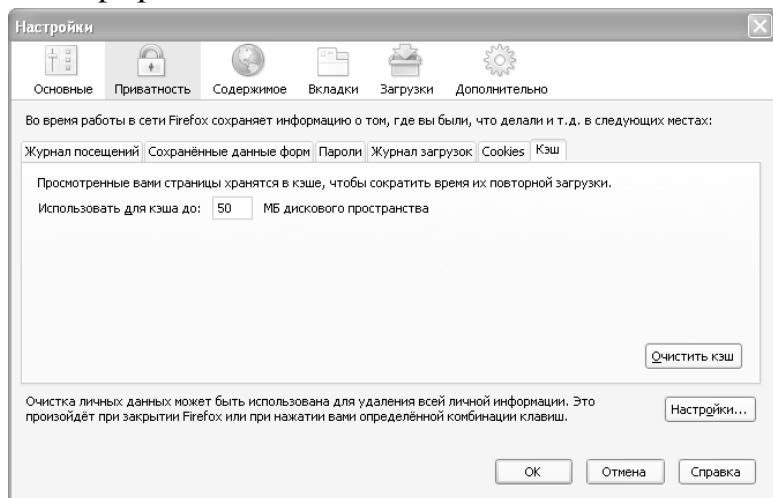 Настройки
Основные Приватность Содержимое Вкладки Загрузки Дополнительно
Во время работы в сети Firefox сохраняет информацию о том, где вы были, что делали и т.д. в следующих местах:
Журнал посещений Сохранённые данные форм Пароли Журнал загрузок Cookies Кэш
Просмотренные вами страницы хранятся в кэше, чтобы сократить время их повторной загрузки.
Использовать для кэша до: 50 МБ дискового пространства
Очистить кэш
Очистка личных данных может быть использована для удаления всей личной информации. Это
произойдёт при закрытии Firefox или при нажатии вами определённой комбинации клавиш.
Настройки...
ОК Отмена Справка